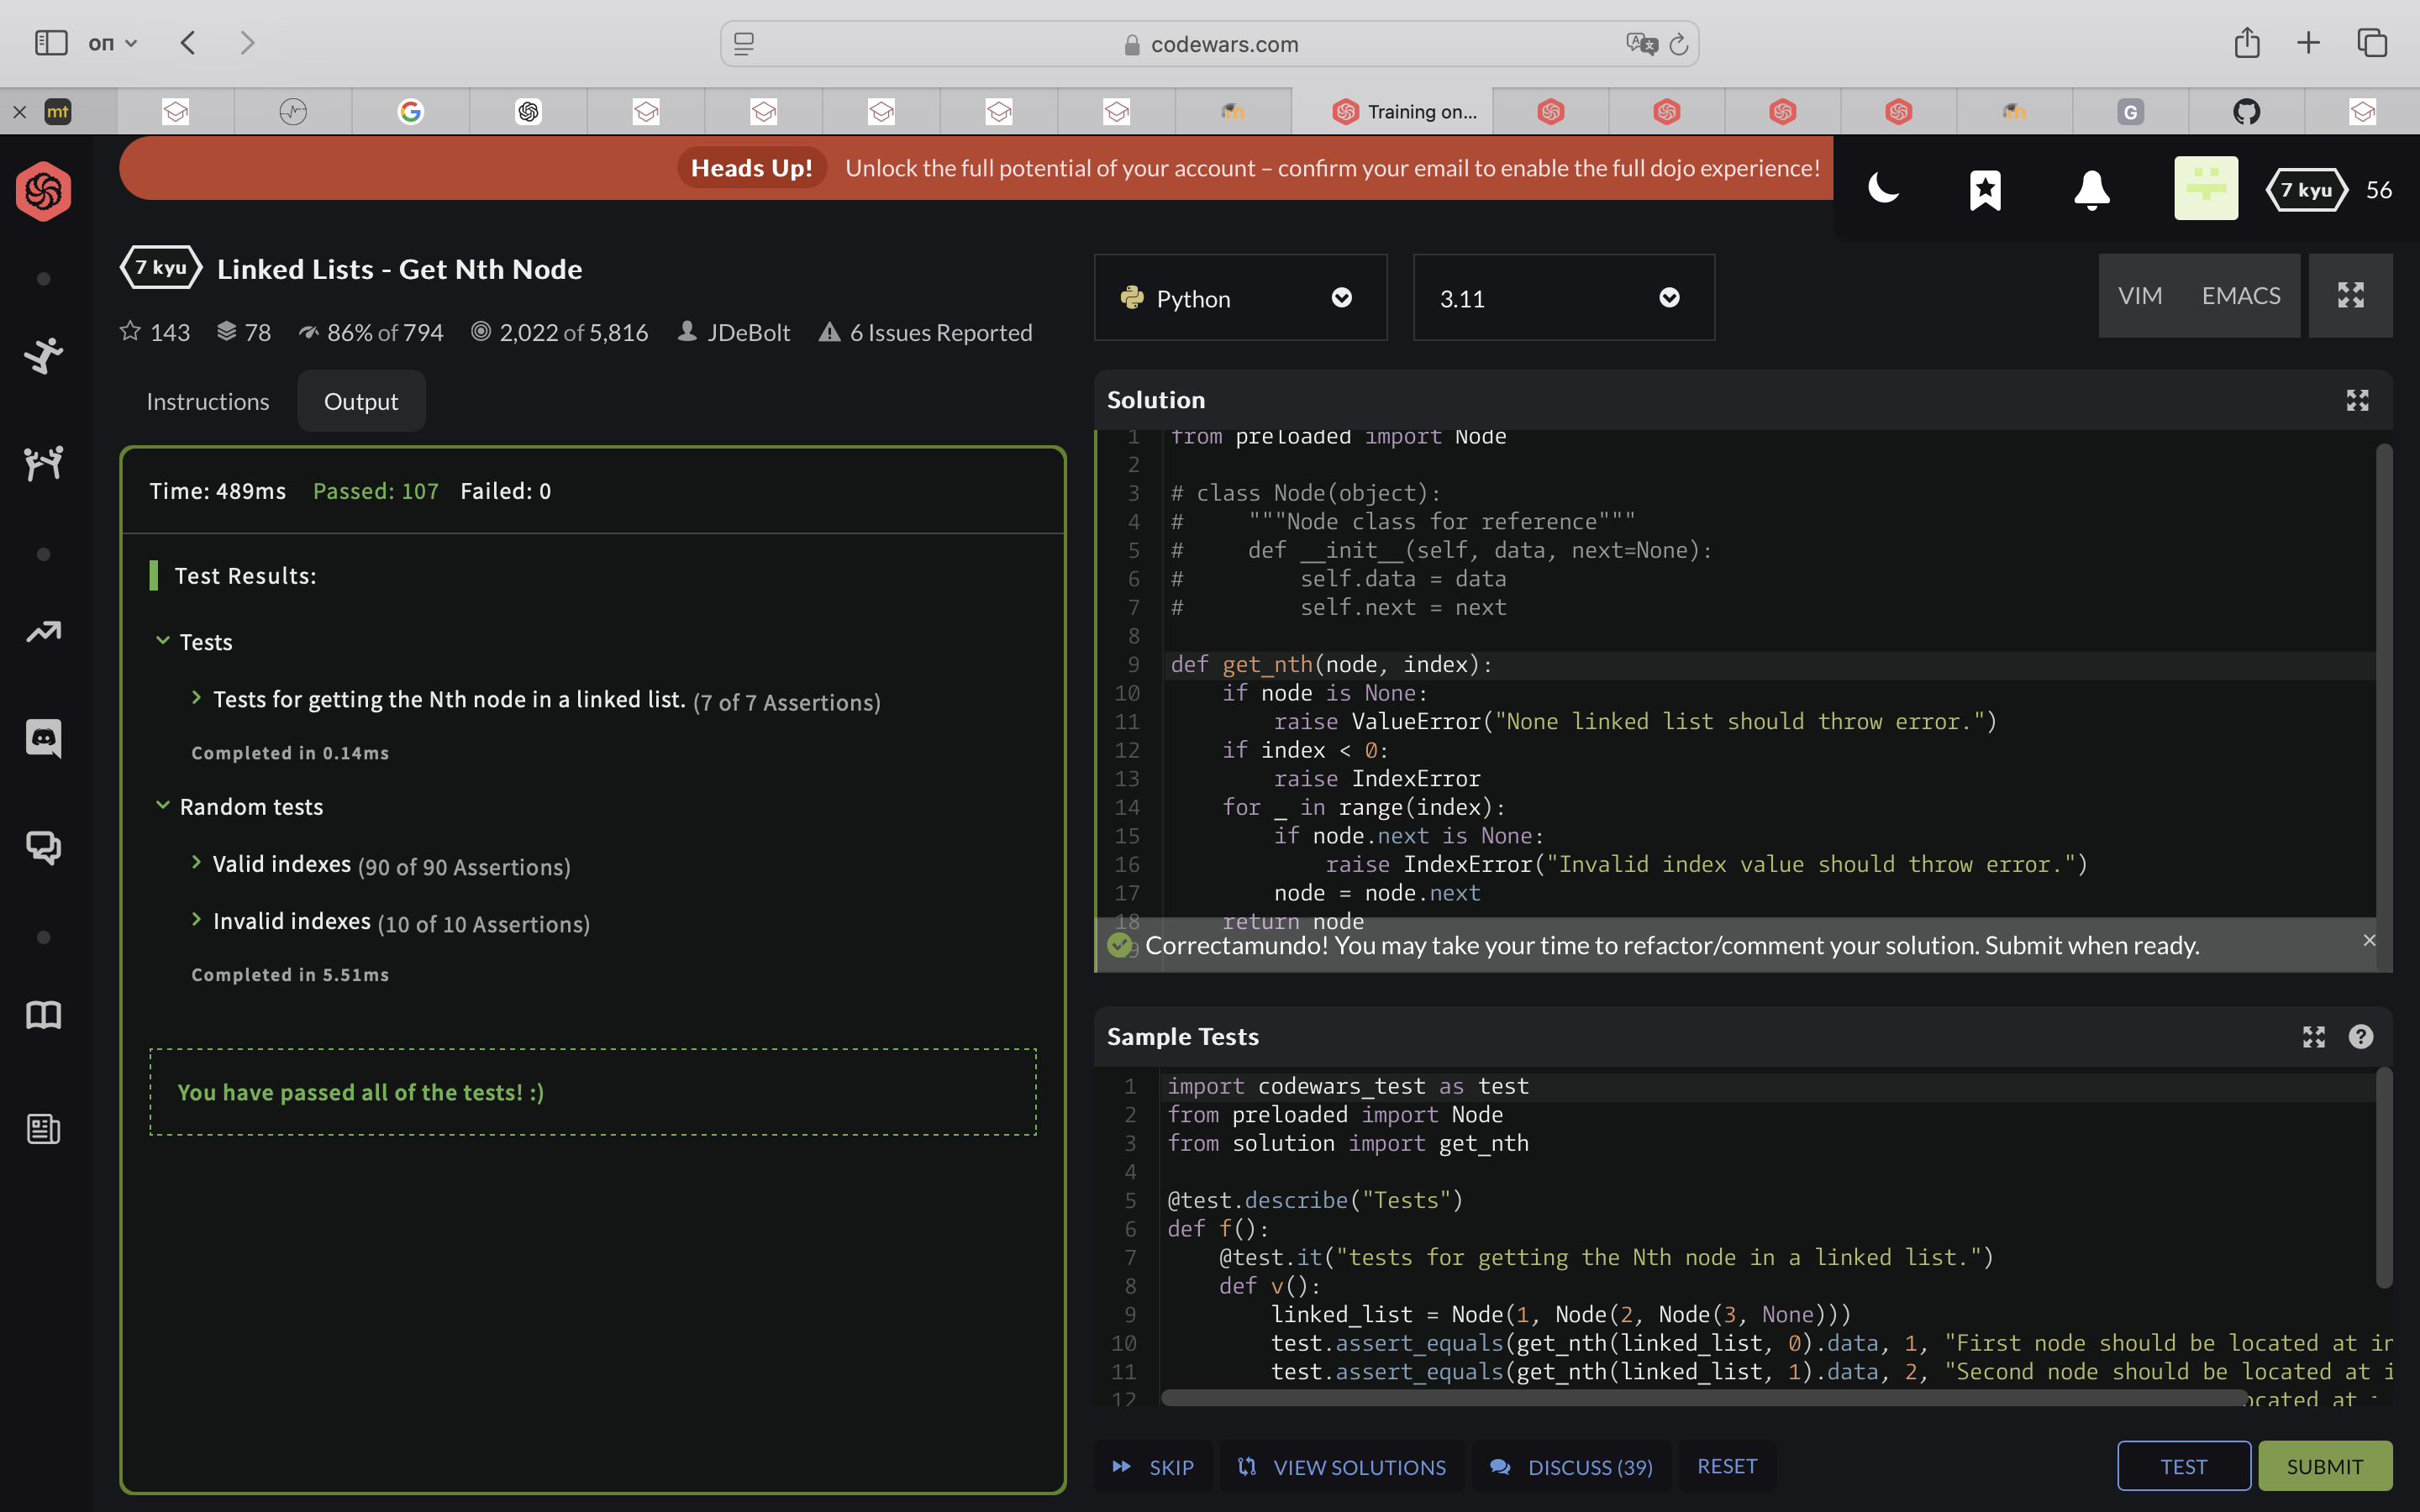 оп
codewars.com
mt
Training on...
G
Heads Up! Unlock the full potential of your account – confirm your email to enable the full dojo experience!
7 kyu 56
7 kyu Linked Lists - Get Nth Node
143 78 86% of 794 2,022 of 5,816 JDeBolt 6 Issues Reported
Instructions Output
Time: 489ms Passed: 107 Failed: 0
Test Results:
Tests
Tests for getting the Nth node in a linked list. (7 of 7 Assertions)
Completed in 0.14ms
Random tests
Valid indexes (90 of 90 Assertions)
Invalid indexes (10 of 10 Assertions)
Completed in 5.51ms
You have passed all of the tests! :)
Python 3.11 VIM EMACS
Solution
1 from preloaded import Node
2
3 # class Node(object):
4 #     """Node class for reference"""
5 #     def __init__(self, data, next=None):
6 #         self.data = data
7 #         self.next = next
8
9 def get_nth(node, index):
10     if node is None:
11         raise ValueError("None linked list should throw error.")
12     if index < 0:
13         raise IndexError
14     for _ in range(index):
15         if node.next is None:
16             raise IndexError("Invalid index value should throw error.")
17         node = node.next
18     return node
Correctamundo! You may take your time to refactor/comment your solution. Submit when ready.
Sample Tests
1 import codewars_test as test
2 from preloaded import Node
3 from solution import get_nth
4
5 @test.describe("Tests")
6 def f():
7     @test.it("tests for getting the Nth node in a linked list.")
8     def v():
9         linked_list = Node(1, Node(2, Node(3, None)))
10         test.assert_equals(get_nth(linked_list, 0).data, 1, "First node should be located at in
11         test.assert_equals(get_nth(linked_list, 1).data, 2, "Second node should be located at i
12 ocated at
SKIP VIEW SOLUTIONS DISCUSS (39) RESET TEST SUBMIT